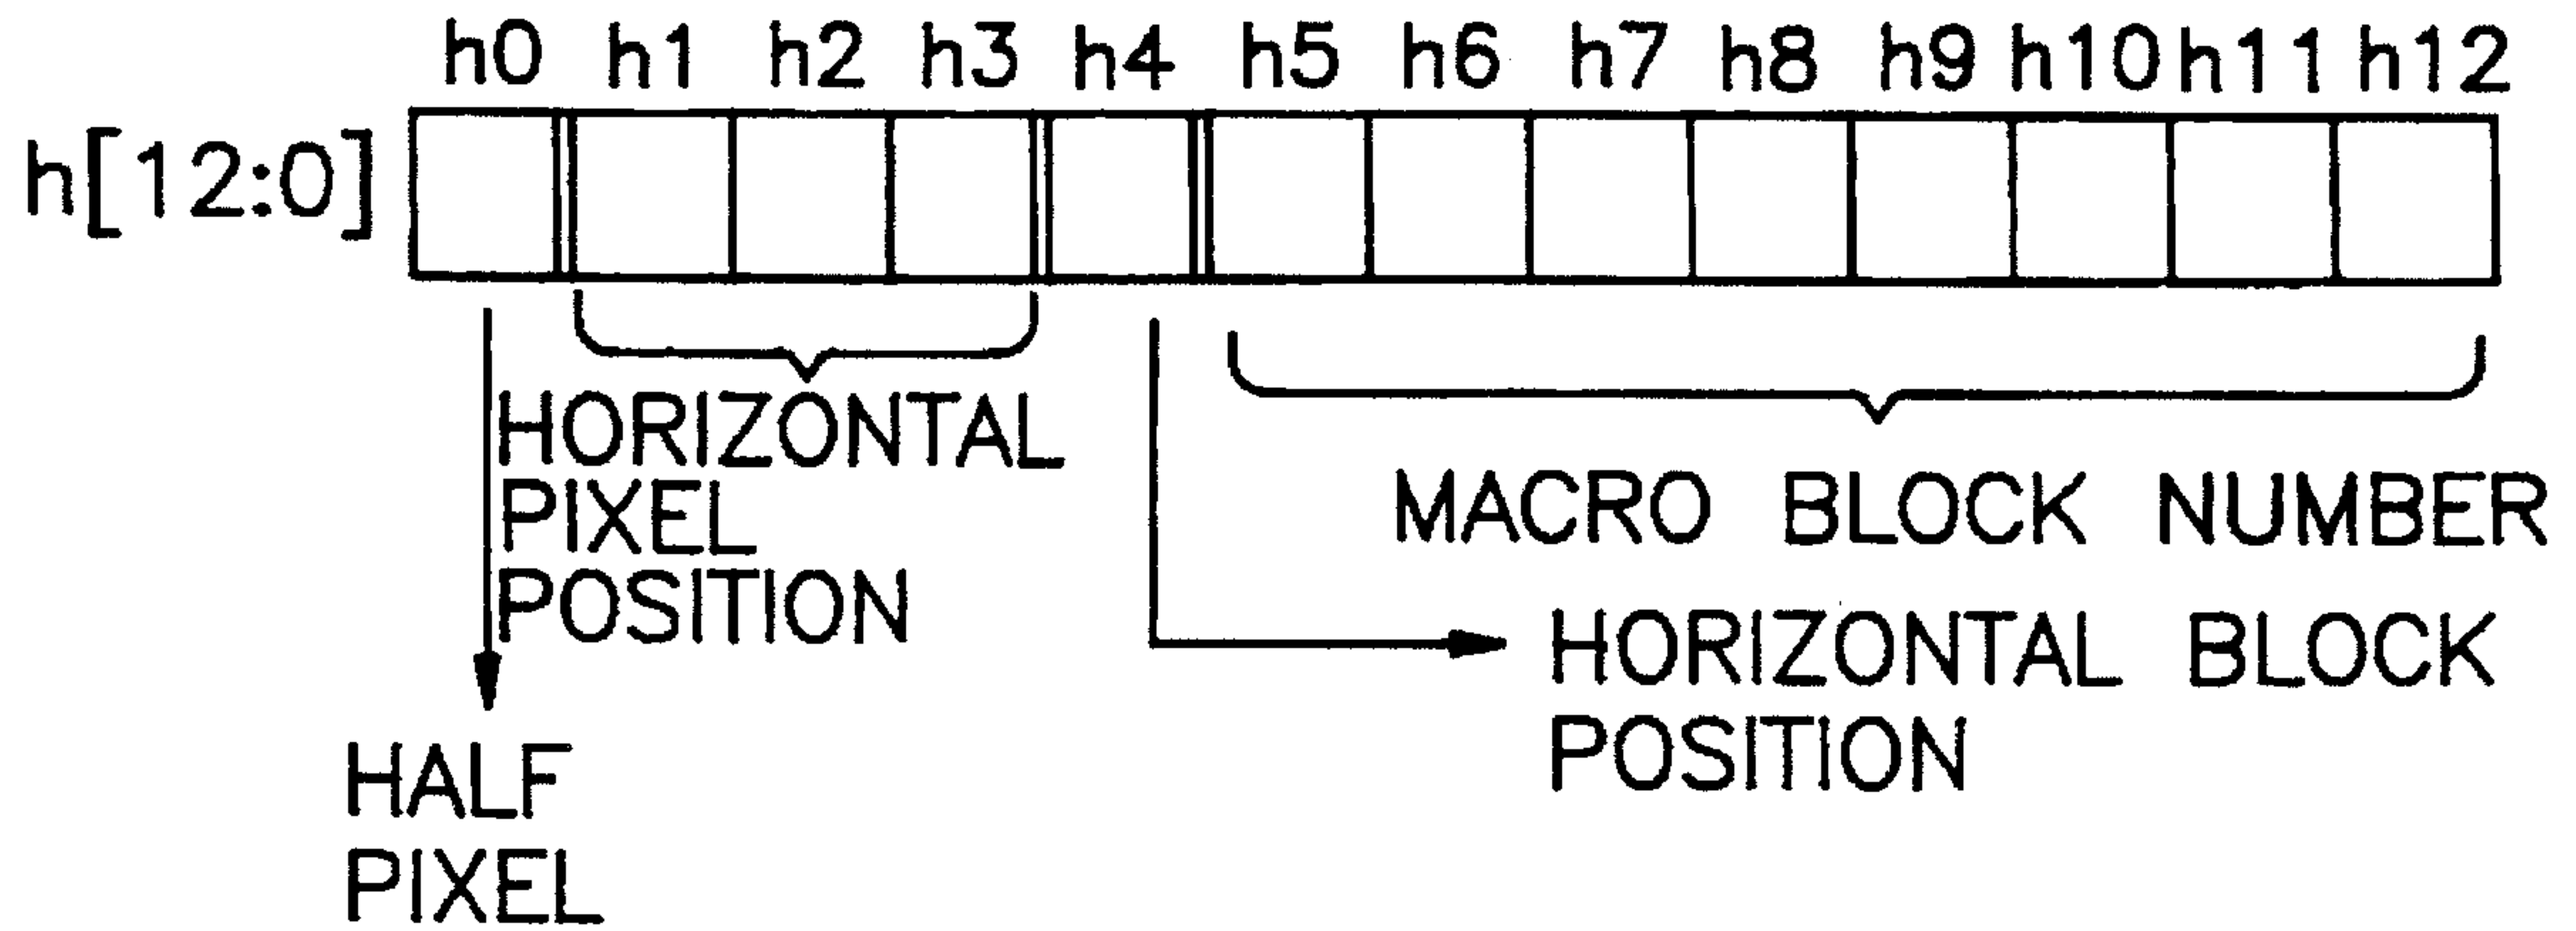 h0 h1 h2 h3 h4 h5 h6 h7 h8 h9 h10 h11 h12
h[12:0]
HORIZONTAL
PIXEL
POSITION
MACRO BLOCK NUMBER
HORIZONTAL BLOCK
POSITION
HALF
PIXEL